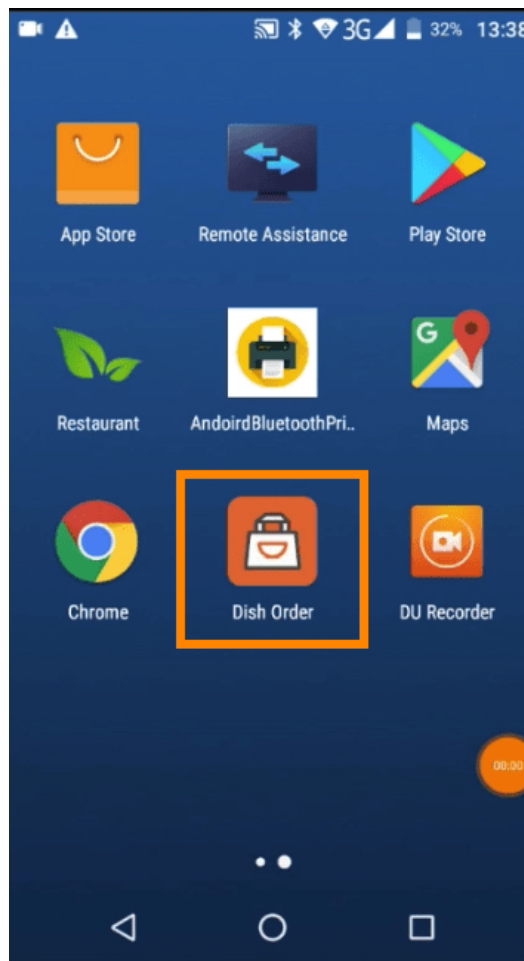 3G 32% 13:38
App Store Remote Assistance Play Store
G
Restaurant AndoirdBluetoothPri.. Maps
Chrome Dish Order DU Recorder
00:00